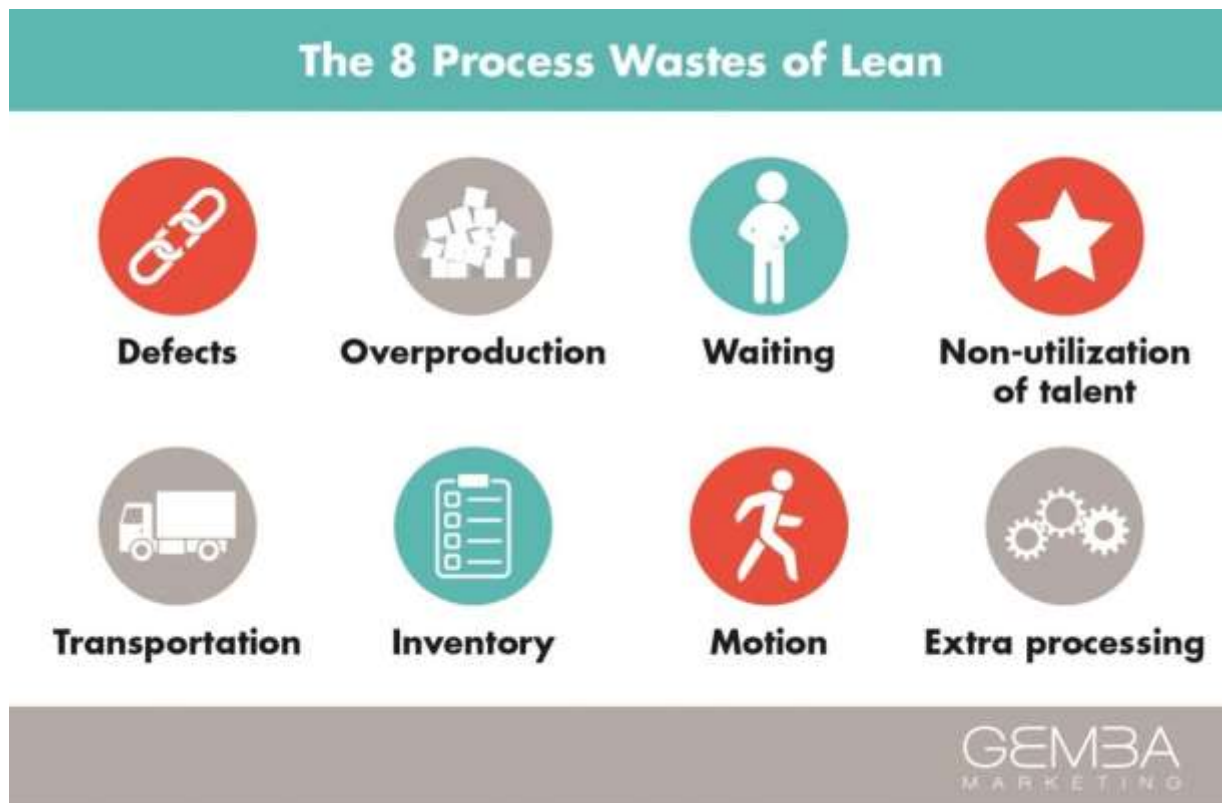 The 8 Process Wastes of Lean
Defects
Overproduction
Waiting
Non-utilization
of talent
Transportation
Inventory
Motion
Extra processing
GEMBA
MARKETING